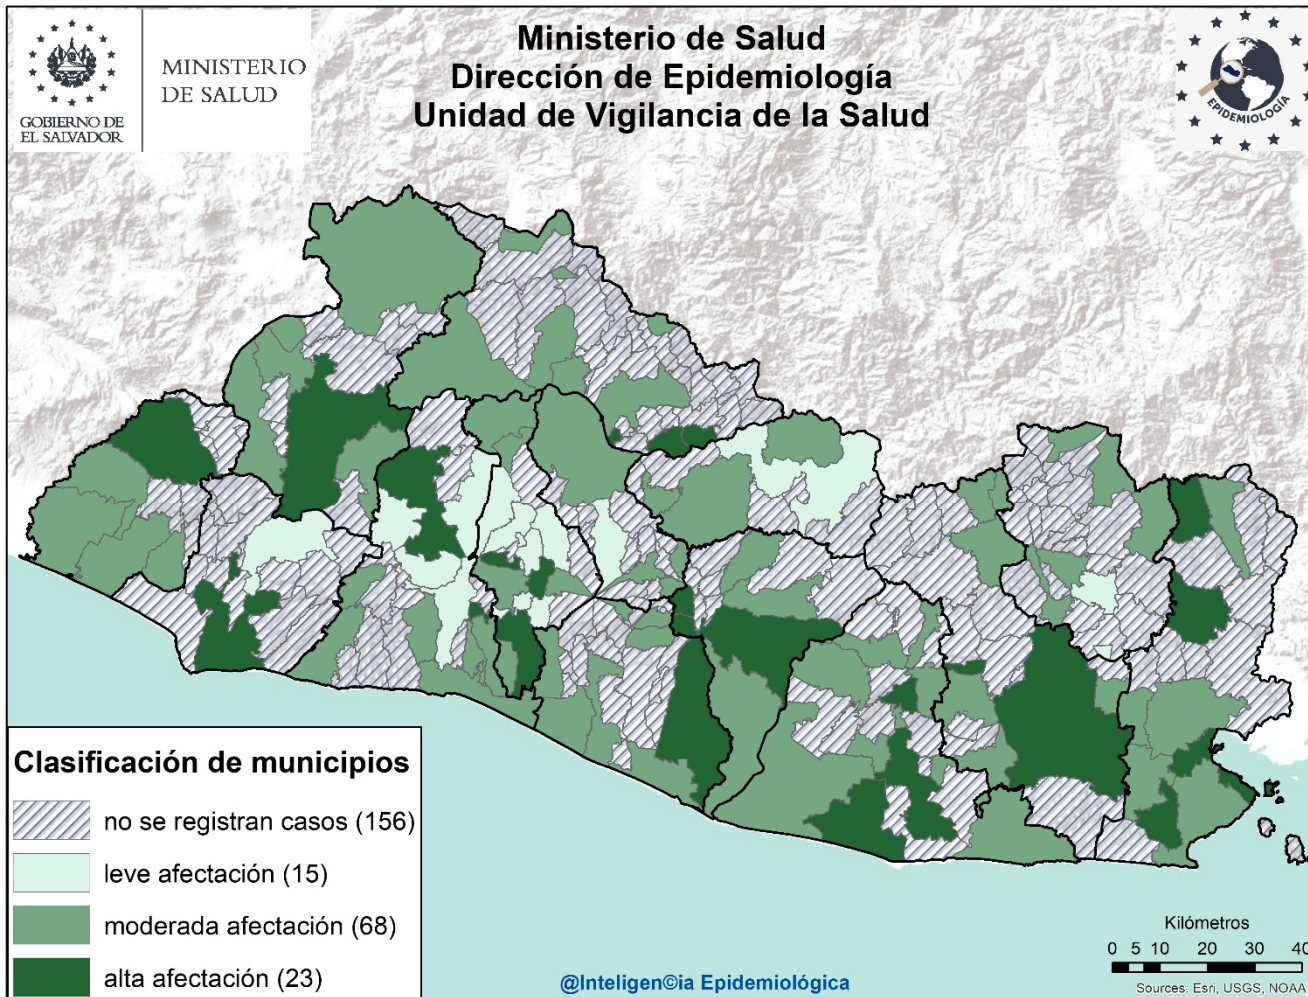 GOBIERNO DE
EL SALVADOR
MINISTERIO
DE SALUD
Ministerio de Salud
Dirección de Epidemiología
Unidad de Vigilancia de la Salud
EPIDEMIOLOGÍA
Clasificación de municipios
no se registran casos (156)
leve afectación (15)
moderada afectación (68)
alta afectación (23)
@Inteligen©ia Epidemiológica
Kilómetros
0 5 10 20 30 40
Sources: Esri, USGS, NOAA